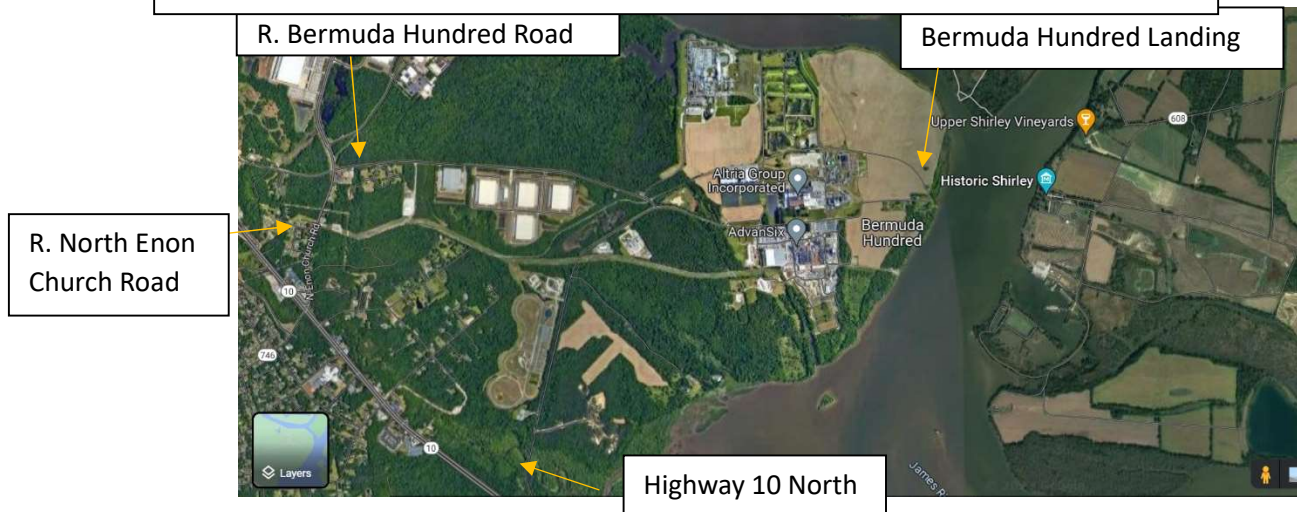 R. Bermuda Hundred Road
Bermuda Hundred Landing
Upper Shirley Vineyards
608
Altria Group
Incorporated
Historic Shirley
R. North Enon
Church Road
N. Enon Church Rd
AdvanSix
Bermuda
Hundred
10
746
10
Layers
James R
Highway 10 North